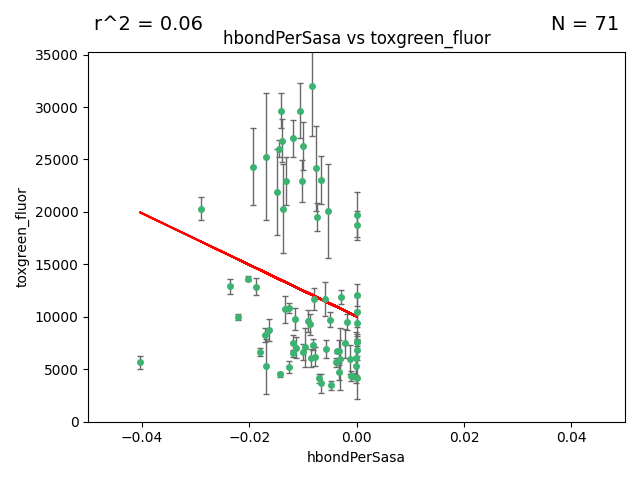 r^2 = 0.06
N = 71
hbondPerSasa vs toxgreen_fluor
toxgreen_fluor
35000
30000
25000
20000
15000
10000
5000
0
−0.04
−0.02
0.00
0.02
0.04
hbondPerSasa